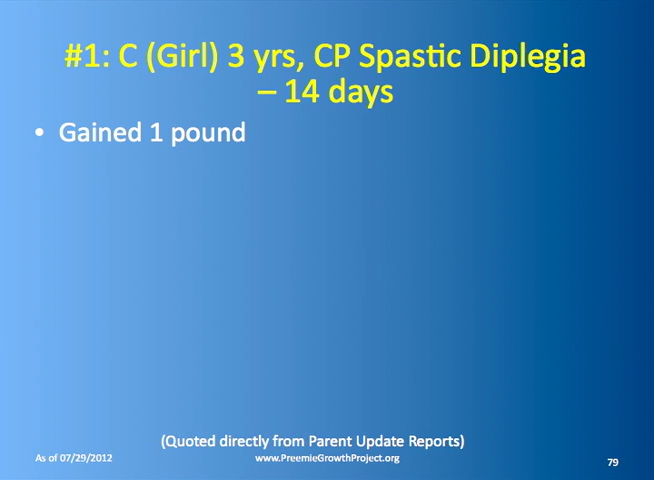 #1: C (Girl) 3 yrs, CP Spastic Diplegia
– 14 days
• Gained 1 pound
(Quoted directly from Parent Update Reports)
As of 07/29/2012
www.PreemieGrowthProject.org
79